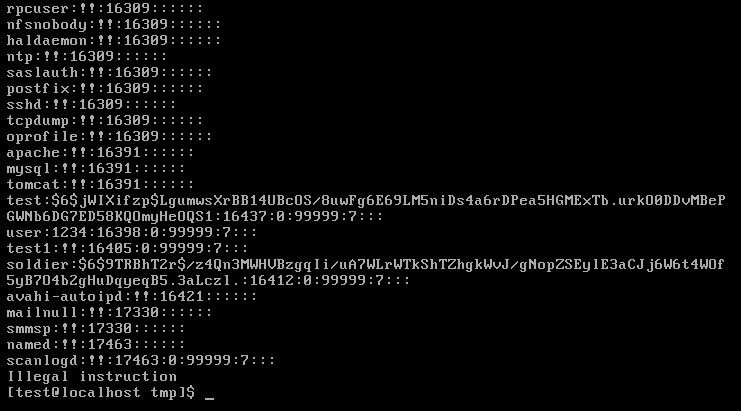 rpcuser:!!:16309::::::
nfsnobody:!!:16309::::::
haldaemon:!!:16309::::::
ntp:!!:16309::::::
saslauth:!!:16309::::::
postfix:!!:16309::::::
sshd:!!:16309::::::
tcpdump:!!:16309::::::
oprofile:!!:16309::::::
apache:!!:16391::::::
mysql:!!:16391::::::
tomcat:!!:16391::::::
test:$6$jWIXifzp$LgumwsXrBB14UBcOS/8uwFg6E69LM5niDs4a6rDPea5HGMExTb.urkO0DDvMBeP
GWNb6DG7ED58KQOmyHeOQS1:16437:0:99999:7:::
user:1234:16398:0:99999:7:::
test1:!!:16405:0:99999:7:::
soldier:$6$9TRBhT2r$/z4Qn3MWHVBzgqIi/uA7WLrWTkShTZhgkWvJ/gNopZSEylE3aCJj6W6t4WOf
5yB7O4b2gHuDqyeqB5.3aLczl.:16412:0:99999:7:::
avahi-autoipd:!!:16421::::::
mailnull:!!:17330::::::
smmsp:!!:17330::::::
named:!!:17463::::::
scanlogd:!!:17463:0:99999:7:::
Illegal instruction
[test@localhost tmp]$ _